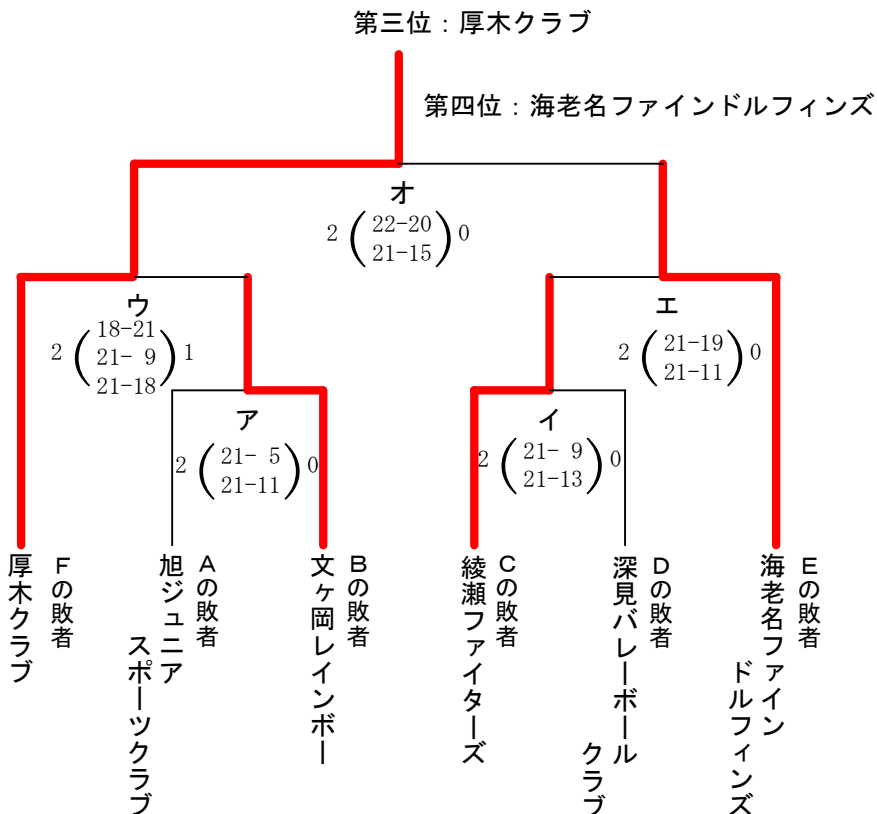 第三位：厚木クラブ
第四位：海老名ファインドルフィンズ
オ
2 (22-20 21-15) 0
ウ
2 (18-21 21- 9 21-18) 1
エ
2 (21-19 21-11) 0
ア
2 (21- 5 21-11) 0
イ
2 (21- 9 21-13) 0
Fの敗者
厚木クラブ
Aの敗者
旭ジュニア
スポーツクラブ
Bの敗者
文ヶ岡レインボー
Cの敗者
綾瀬ファイターズ
Dの敗者
深見バレーボール
クラブ
Eの敗者
海老名ファイン
ドルフィンズ